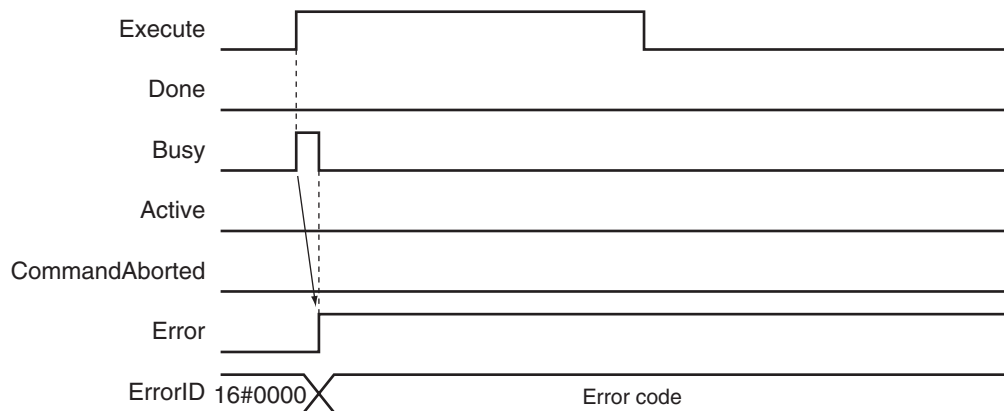 Execute
Done
Busy
Active
CommandAborted
Error
ErrorID 16#0000 Error code